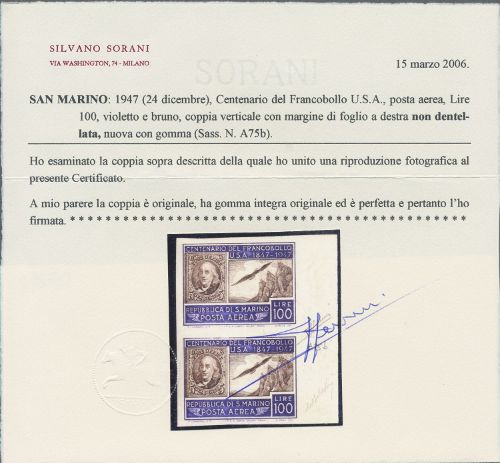 SILVANO SORANI
VIA WASHINGTON, 74 - MILANO
SORANI
15 marzo 2006.
SAN MARINO: 1947 (24 dicembre), Centenario del Francobollo U.S.A., posta aerea, Lire
100, violetto e bruno, coppia verticale con margine di foglio a destra non dentel-
lata, nuova con gomma (Sass. N. A75b).
Ho esaminato la coppia sopra descritta della quale ho unito una riproduzione fotografica al
presente Certificato.
A mio parere la coppia è originale, ha gomma integra originale ed è perfetta e pertanto l'ho
firmata. * * * * * * * * * * * * * * * * * * * * * * * * * * * * * * * * * * * * * * * *
CENTENARIO DEL FRANCOBOLLO
U.S.A. 1847-1947
REPUBBLICA DI S. MARINO
POSTA AEREA
LIRE
100
CENTENARIO DEL FRANCOBOLLO
U.S.A. 1847-1947
REPUBBLICA DI S. MARINO
POSTA AEREA
LIRE
100